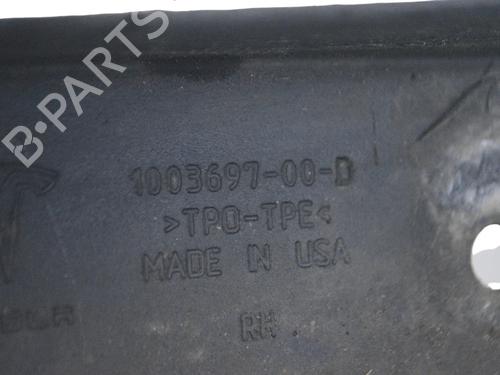 B-PARTS
1003697-00-D
>TPO-TPE<
MADE IN USA
RH